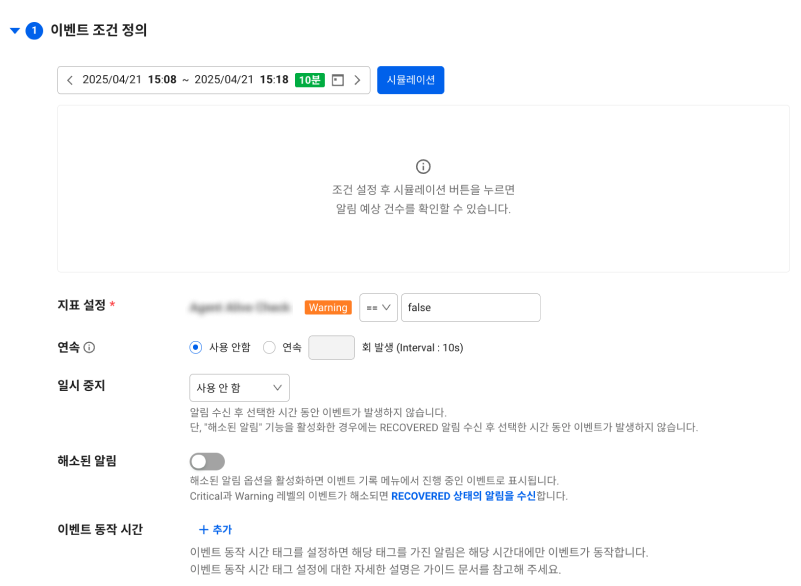 1 이벤트 조건 정의
2025/04/21 15:08 ~ 2025/04/21 15:18 10분 시뮬레이션
조건 설정 후 시뮬레이션 버튼을 누르면
알림 예상 건수를 확인할 수 있습니다.
지표 설정 * Warning == false
연속 사용 안함 연속 회 발생 (Interval : 10s)
일시 중지 사용 안 함
알림 수신 후 선택한 시간 동안 이벤트가 발생하지 않습니다.
단, "해소된 알림" 기능을 활성화한 경우에는 RECOVERED 알림 수신 후 선택한 시간 동안 이벤트가 발생하지 않습니다.
해소된 알림
해소된 알림 옵션을 활성화하면 이벤트 기록 메뉴에서 진행 중인 이벤트로 표시됩니다.
Critical과 Warning 레벨의 이벤트가 해소되면 RECOVERED 상태의 알림을 수신합니다.
이벤트 동작 시간 + 추가
이벤트 동작 시간 태그를 설정하면 해당 태그를 가진 알림은 해당 시간대에만 이벤트가 동작합니다.
이벤트 동작 시간 태그 설정에 대한 자세한 설명은 가이드 문서를 참고해 주세요.